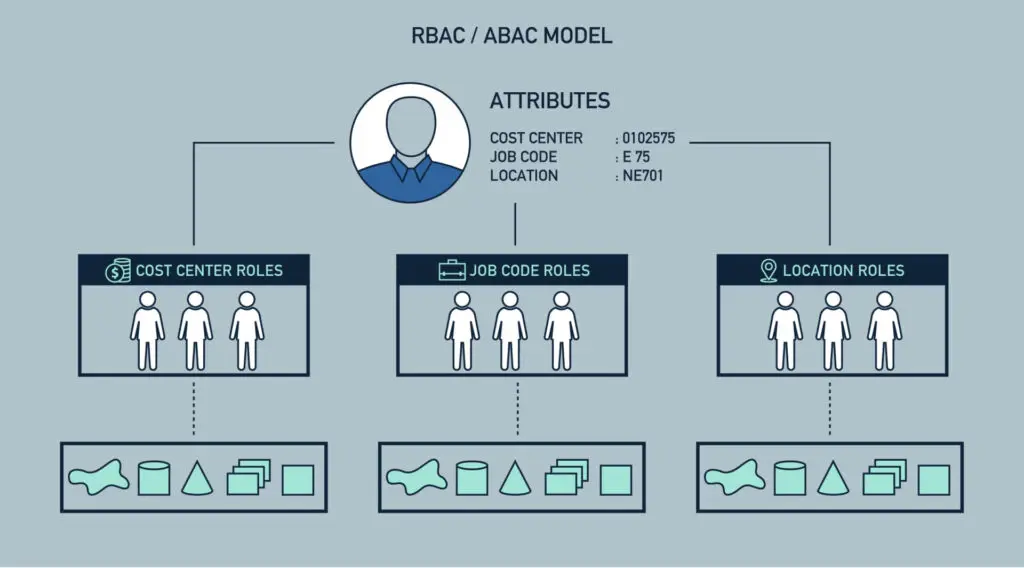 RBAC / ABAC MODEL
ATTRIBUTES
COST CENTER : 0102575
JOB CODE : E 75
LOCATION : NE701
$ COST CENTER ROLES
JOB CODE ROLES
LOCATION ROLES